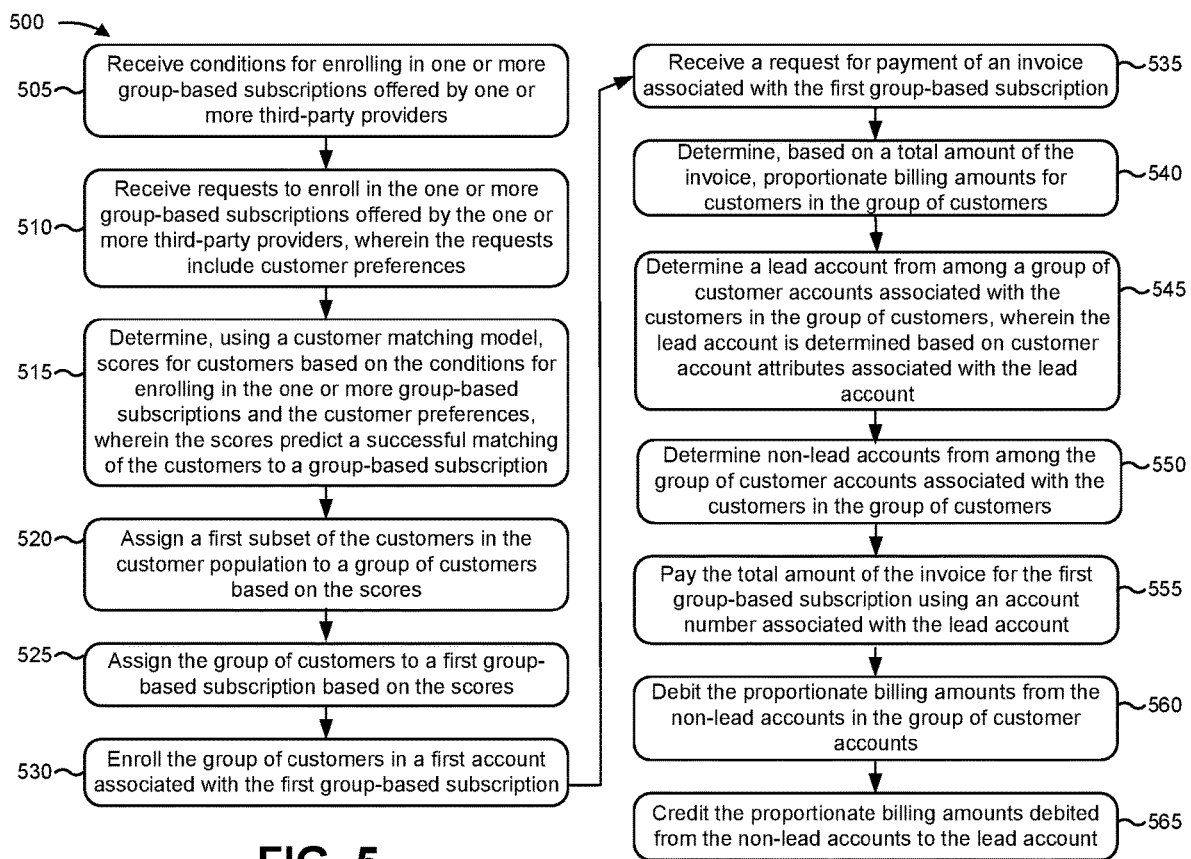 500
505
Receive conditions for enrolling in one or more
group-based subscriptions offered by one or
more third-party providers
510
Receive requests to enroll in the one or more
group-based subscriptions offered by the one or
more third-party providers, wherein the requests
include customer preferences
515
Determine, using a customer matching model,
scores for customers based on the conditions for
enrolling in the one or more group-based
subscriptions and the customer preferences,
wherein the scores predict a successful matching
of the customers to a group-based subscription
520
Assign a first subset of the customers in the
customer population to a group of customers
based on the scores
525
Assign the group of customers to a first group-
based subscription based on the scores
530
Enroll the group of customers in a first account
associated with the first group-based subscription
Receive a request for payment of an invoice
associated with the first group-based subscription
535
Determine, based on a total amount of the
invoice, proportionate billing amounts for
customers in the group of customers
540
Determine a lead account from among a group of
customer accounts associated with the
customers in the group of customers, wherein the
lead account is determined based on customer
account attributes associated with the lead
account
545
Determine non-lead accounts from among the
group of customer accounts associated with the
customers in the group of customers
550
Pay the total amount of the invoice for the first
group-based subscription using an account
number associated with the lead account
555
Debit the proportionate billing amounts from the
non-lead accounts in the group of customer
accounts
560
Credit the proportionate billing amounts debited
from the non-lead accounts to the lead account
565
FIG. 5